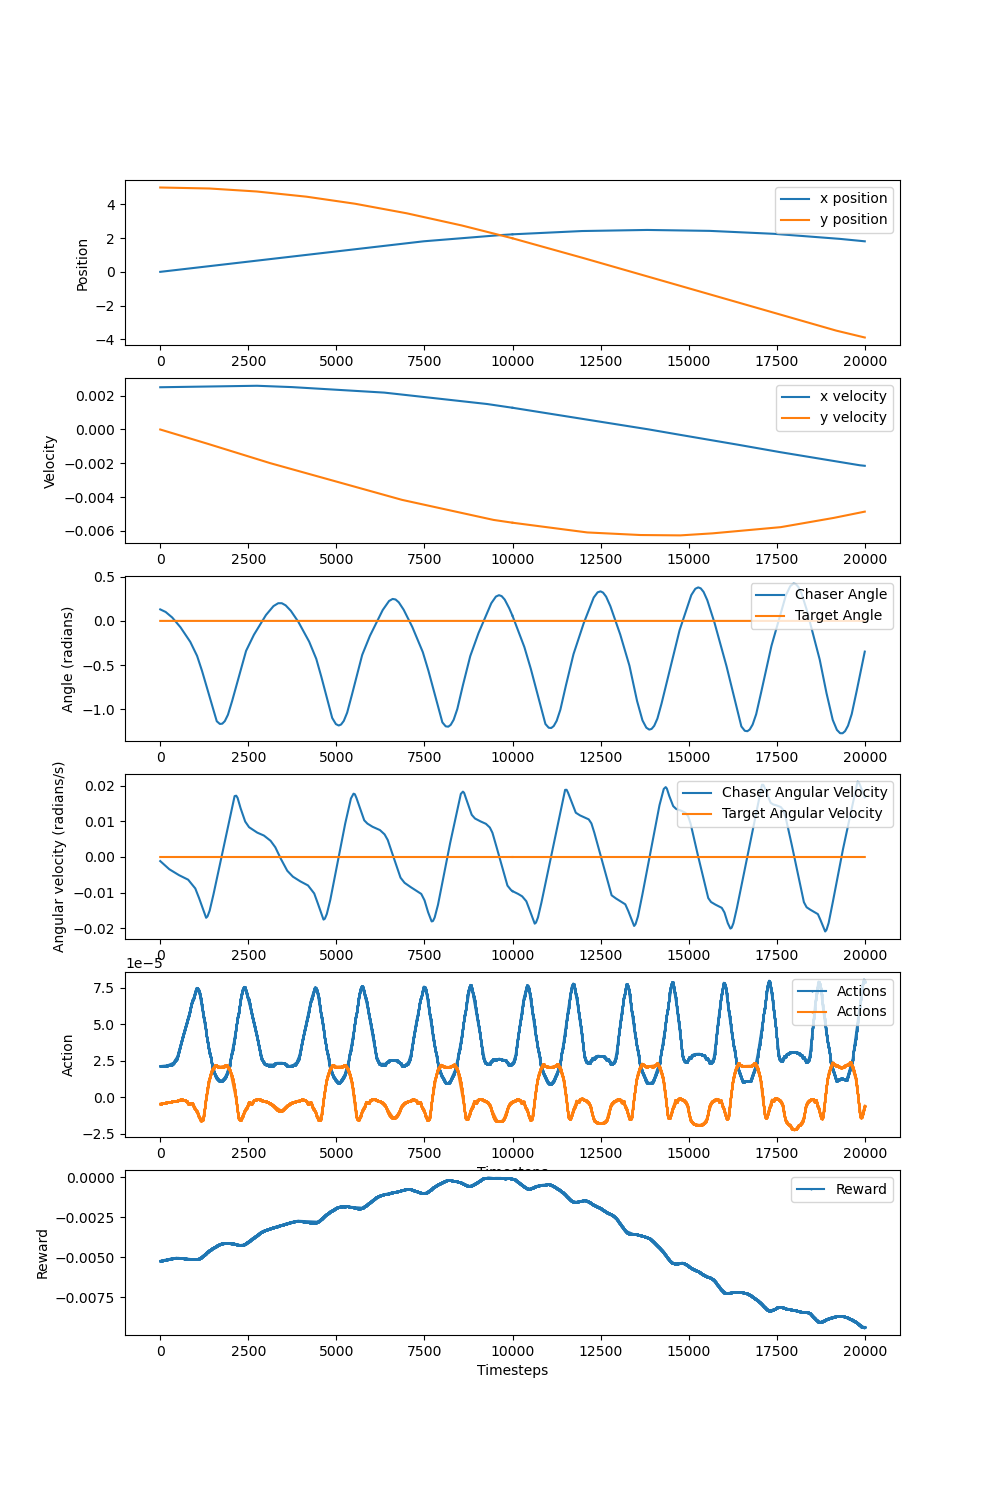 x position
y position
Position
4
2
0
−2
−4
0 2500 5000 7500 10000 12500 15000 17500 20000
x velocity
y velocity
Velocity
0.002
0.000
−0.002
−0.004
−0.006
0 2500 5000 7500 10000 12500 15000 17500 20000
Chaser Angle
Target Angle
Angle (radians)
0.5
0.0
−0.5
−1.0
0 2500 5000 7500 10000 12500 15000 17500 20000
Chaser Angular Velocity
Target Angular Velocity
Angular velocity (radians/s)
0.02
0.01
0.00
−0.01
−0.02
0 2500 5000 7500 10000 12500 15000 17500 20000
1e−5
Actions
Actions
Action
7.5
5.0
2.5
0.0
−2.5
0 2500 5000 7500 10000 12500 15000 17500 20000
Timesteps
Reward
Reward
0.0000
−0.0025
−0.0050
−0.0075
0 2500 5000 7500 10000 12500 15000 17500 20000
Timesteps